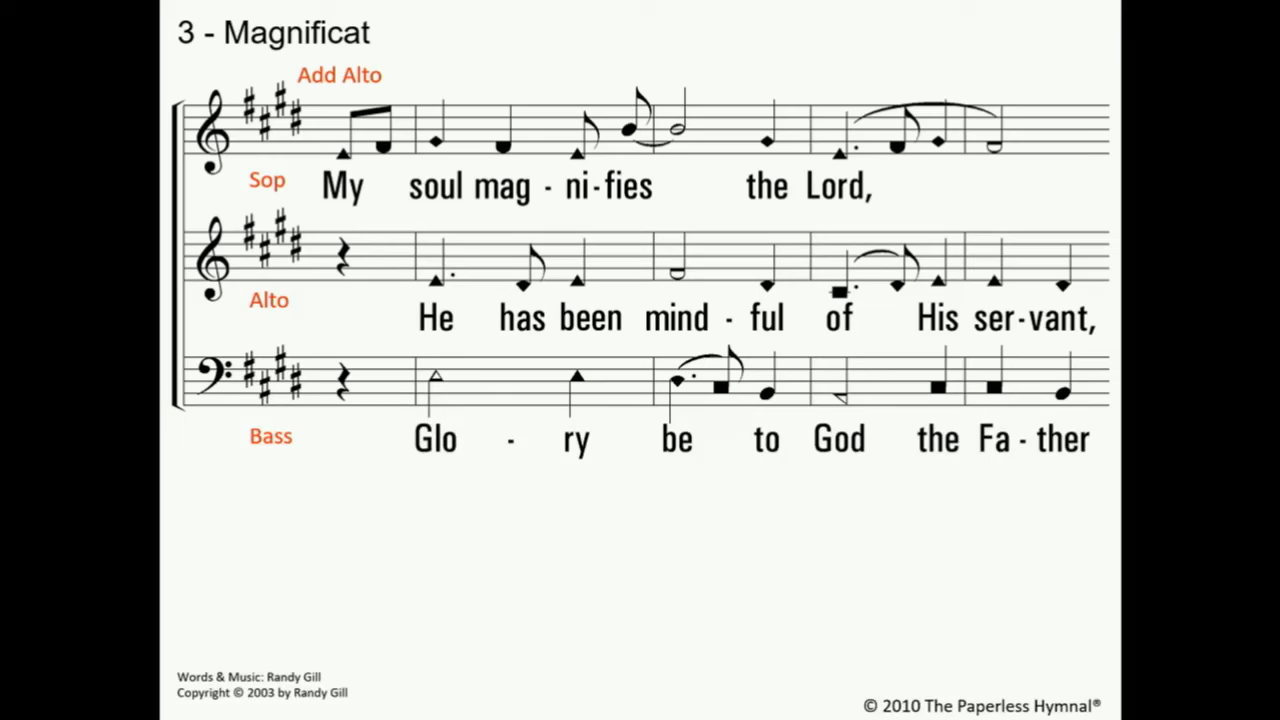 3 - Magnificat
Add Alto
Sop
My soul mag - ni - fies the Lord,
Alto
He has been mind - ful of His ser - vant,
Bass
Glo - ry be to God the Fa - ther
Words & Music: Randy Gill
Copyright © 2003 by Randy Gill
© 2010 The Paperless Hymnal®